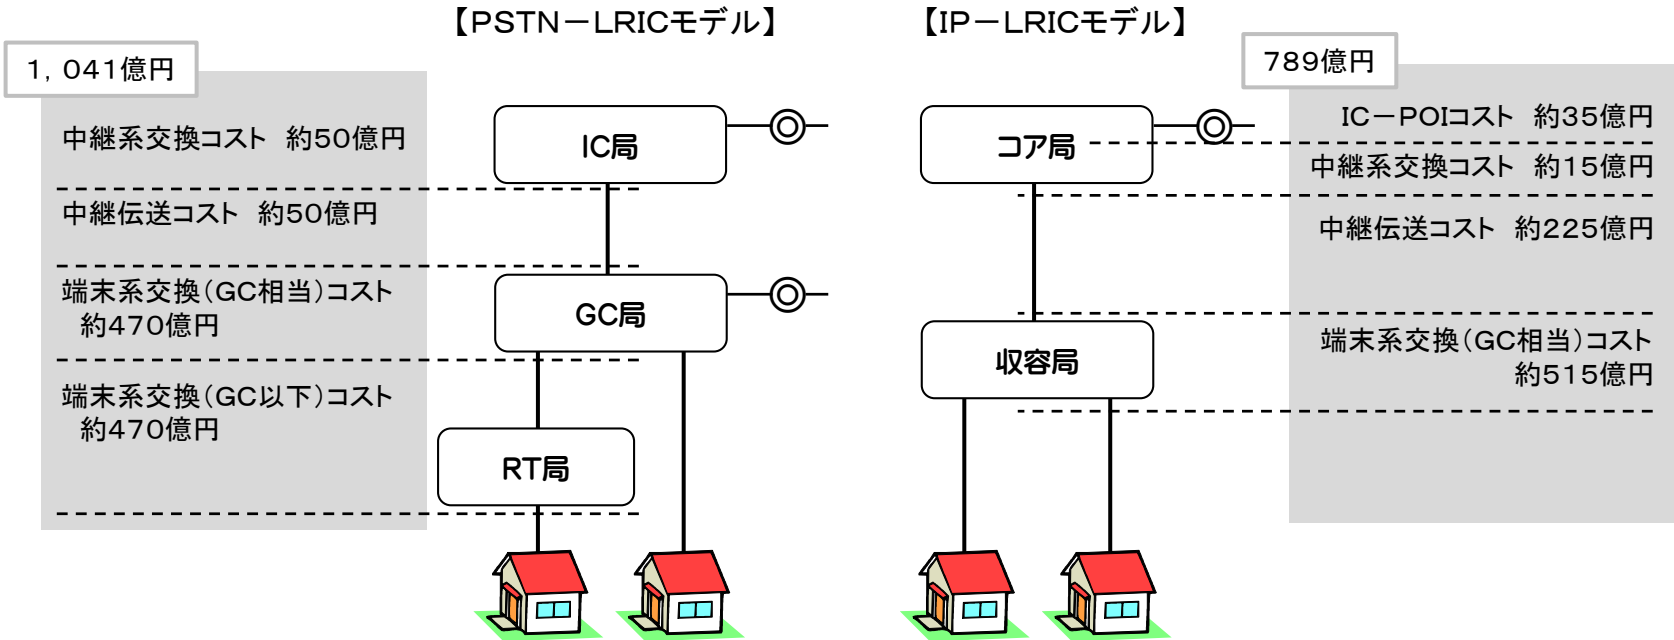 【PSTN－LRICモデル】
1，041億円
中継系交換コスト　約50億円
中継伝送コスト　約50億円
端末系交換（GC相当）コスト
約470億円
端末系交換（GC以下）コスト
約470億円
IC局
GC局
RT局
【IP－LRICモデル】
789億円
コア局
収容局
IC－POIコスト　約35億円
中継系交換コスト　約15億円
中継伝送コスト　約225億円
端末系交換（GC相当）コスト
約515億円